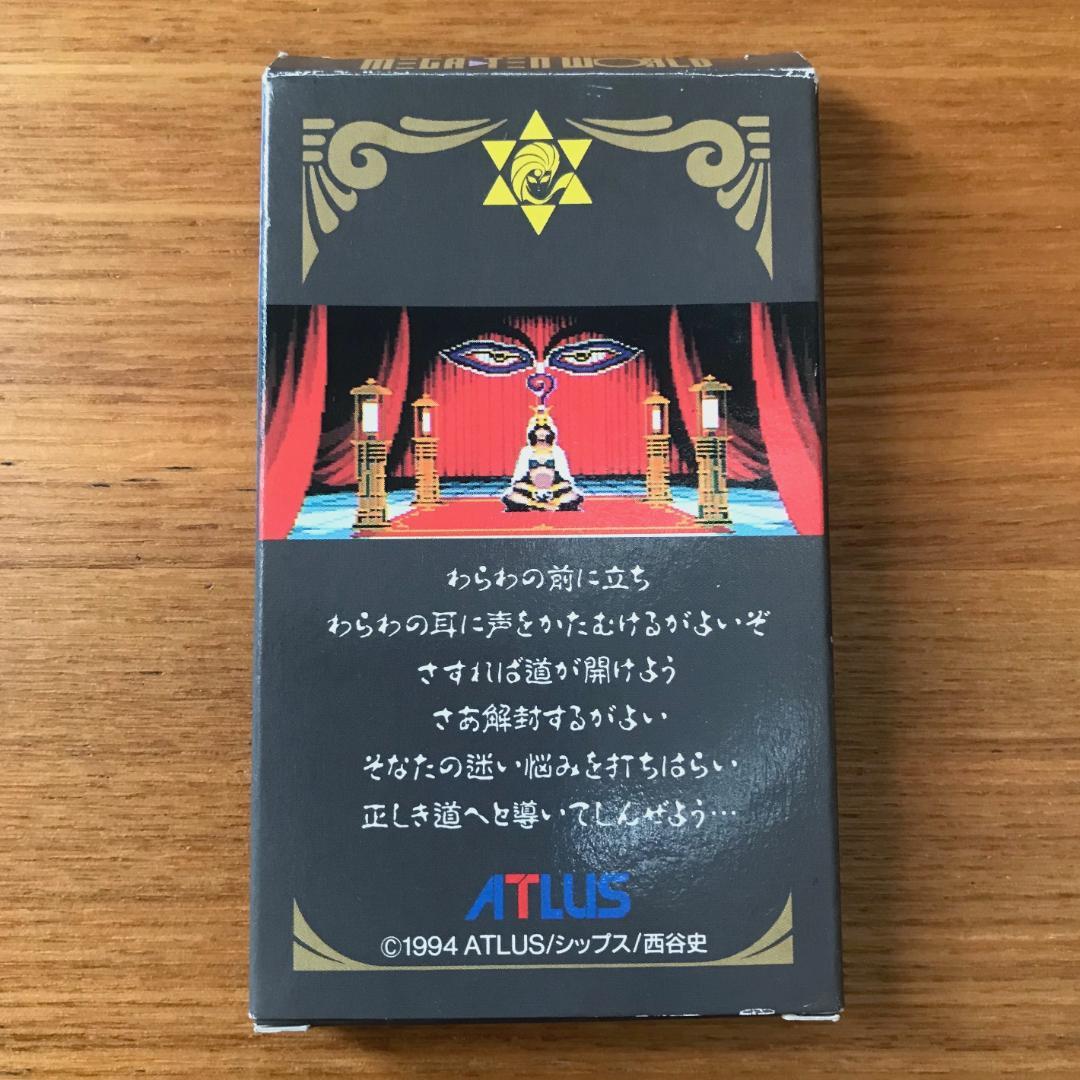 MEGA TEN WORLD
わらわの前に立ち
わらわの耳に声をかたむけるがよいぞ
さすれば道が開けよう
さあ解封するがよい
そなたの迷い悩みを打ちはらい
正しき道へと導いてしんぜよう…
ATLUS
©1994 ATLUS/シップス/西谷史